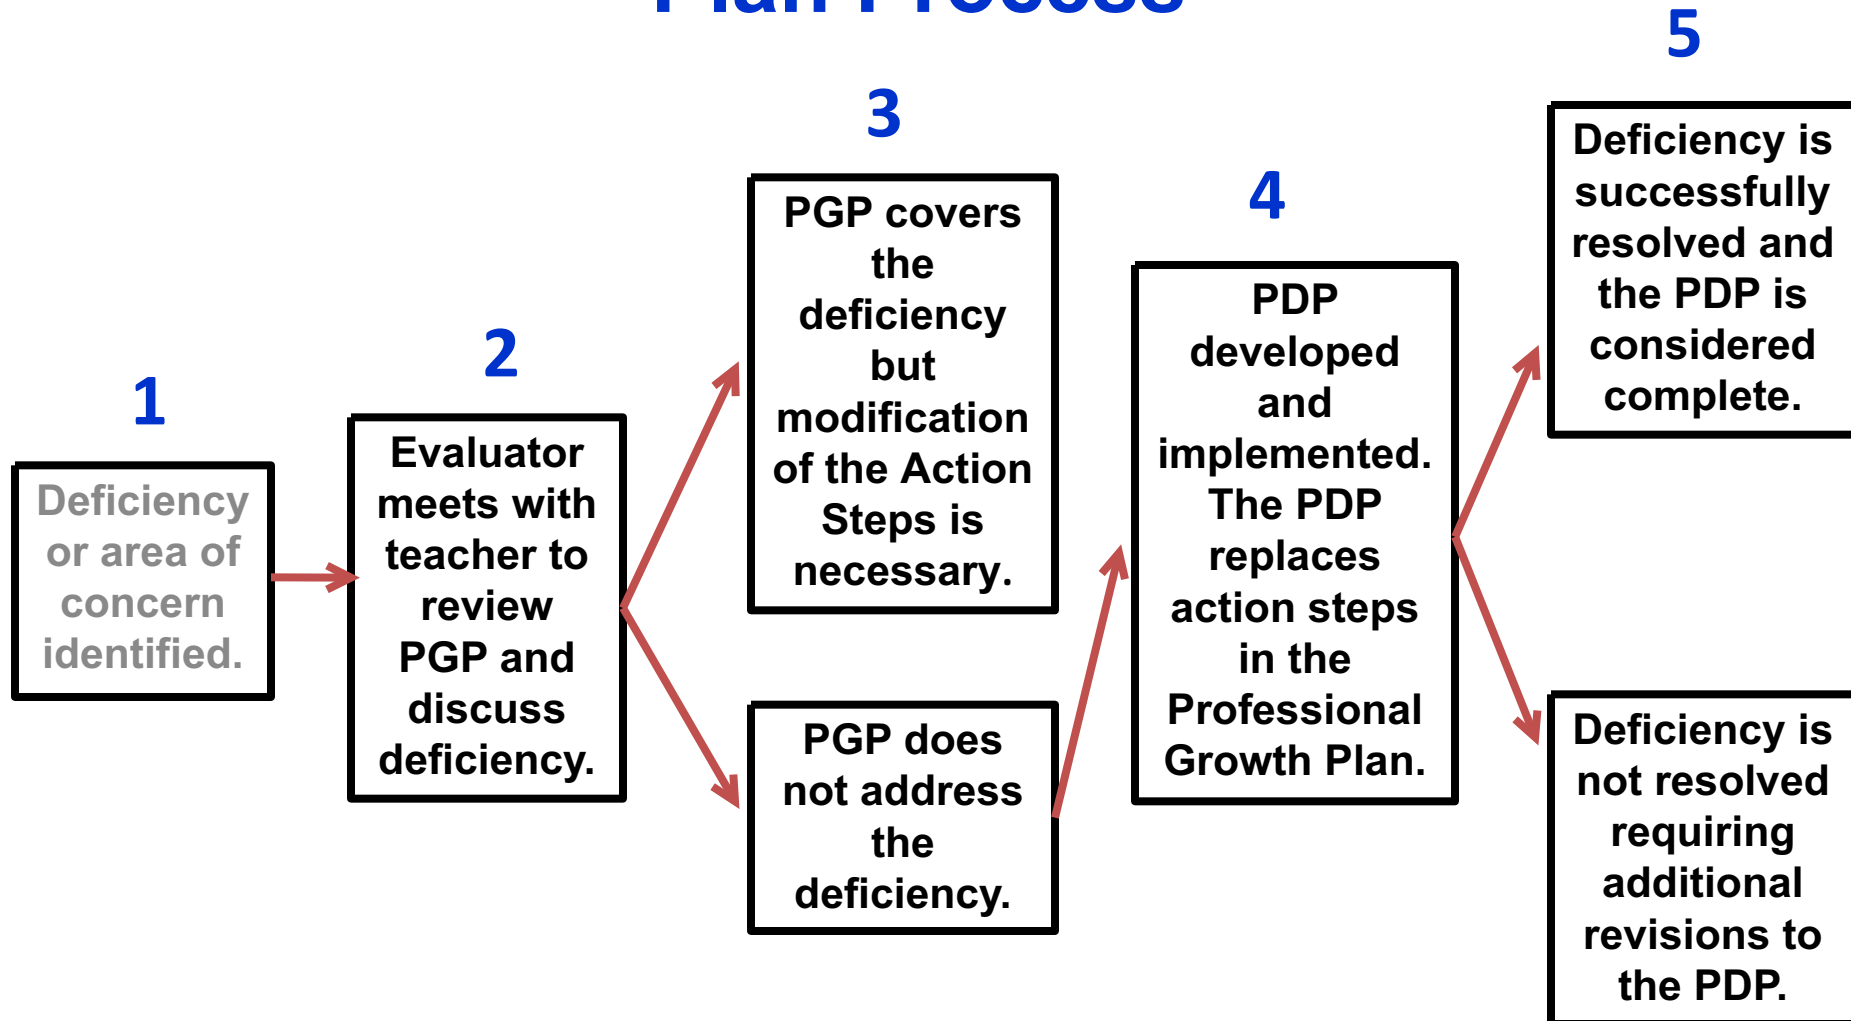 Plan Process
1
Deficiency
or area of
concern
identified.
2
Evaluator
meets with
teacher to
review
PGP and
discuss
deficiency.
3
PGP covers
the
deficiency
but
modification
of the Action
Steps is
necessary.
PGP does
not address
the
deficiency.
4
PDP
developed
and
implemented.
The PDP
replaces
action steps
in the
Professional
Growth Plan.
5
Deficiency is
successfully
resolved and
the PDP is
considered
complete.
Deficiency is
not resolved
requiring
additional
revisions to
the PDP.